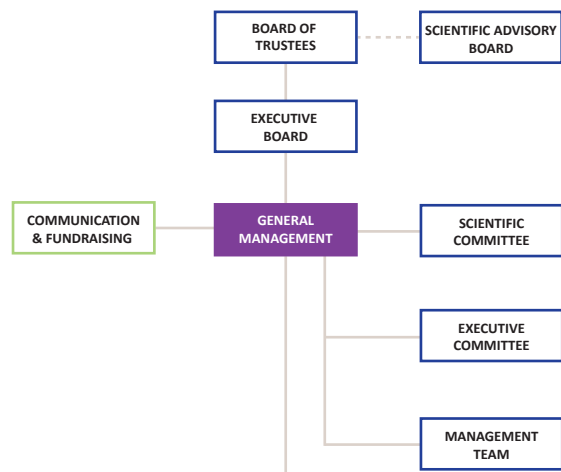 BOARD OF
TRUSTEES
SCIENTIFIC ADVISORY
BOARD
EXECUTIVE
BOARD
COMMUNICATION
& FUNDRAISING
GENERAL
MANAGEMENT
SCIENTIFIC
COMMITTEE
EXECUTIVE
COMMITTEE
MANAGEMENT
TEAM